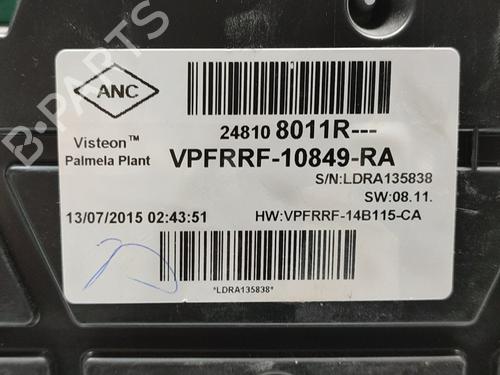 ANC
24810 8011R---
Visteon™
Palmela Plant
VPFRRF-10849-RA
S/N:LDRA135838
SW:08.11.
13/07/2015 02:43:51
HW:VPFRRF-14B115-CA
*LDRA135838*
B-PARTS